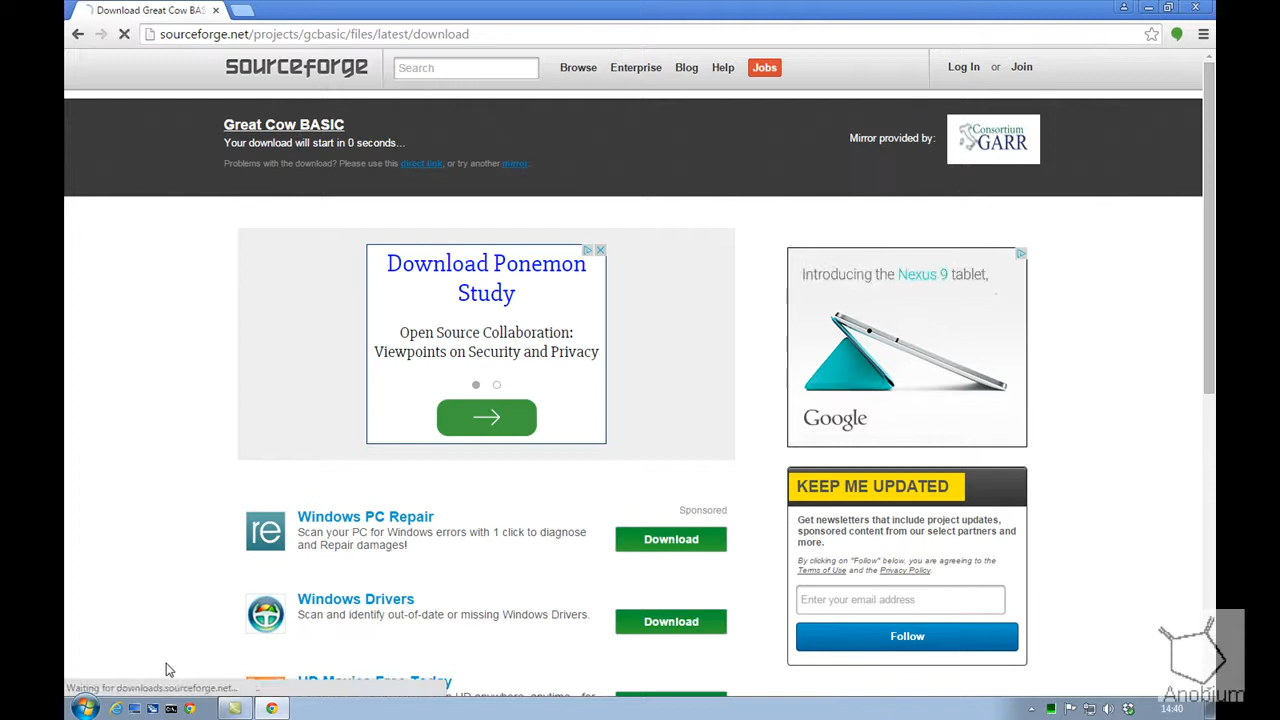 Download Great Cow BAS
sourceforge.net/projects/gcbasic/files/latest/download
sourceforge
Search
Browse
Enterprise
Blog
Help
Jobs
Log In or Join
Great Cow BASIC
Your download will start in 0 seconds...
Problems with the download? Please use this direct link, or try another mirror.
Mirror provided by:
Consortium
GARR
Download Ponemon
Study
Open Source Collaboration:
Viewpoints on Security and Privacy
Introducing the Nexus 9 tablet,
Google
KEEP ME UPDATED
Get newsletters that include project updates,
sponsored content from our select partners and
more.
By clicking on "Follow" below, you are agreeing to the
Terms of Use and the Privacy Policy.
Enter your email address
Follow
Sponsored
re
Windows PC Repair
Scan your PC for Windows errors with 1 click to diagnose
and Repair damages!
Download
Windows Drivers
Scan and identify out-of-date or missing Windows Drivers.
Download
HD Movies Free Today
Waiting for downloads.sourceforge.net...
14:40
Anobium